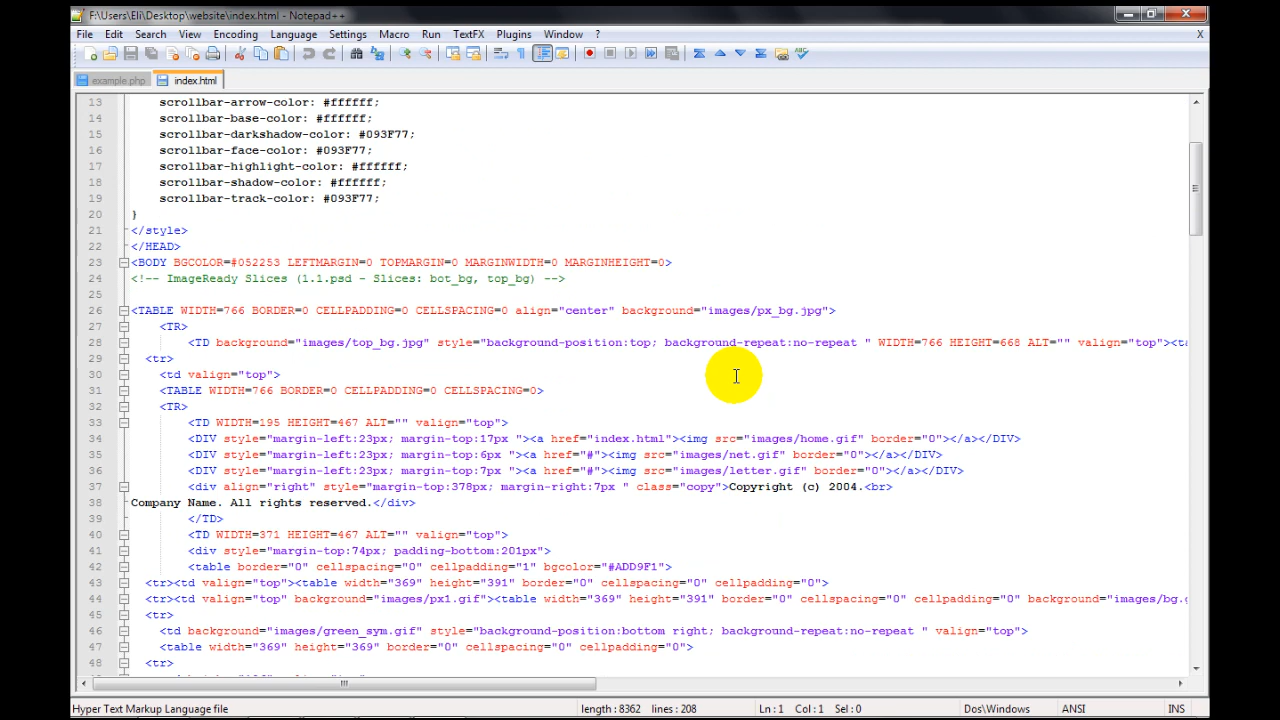 F:\Users\Eli\Desktop\website\index.html - Notepad++
File Edit Search View Encoding Language Settings Macro Run TextFX Plugins Window X
example.php index.html
13 scrollbar-arrow-color: #ffffff;
14 scrollbar-base-color: #ffffff;
15 scrollbar-darkshadow-color: #093F77;
16 scrollbar-face-color: #093F77;
17 scrollbar-highlight-color: #ffffff;
18 scrollbar-shadow-color: #ffffff;
19 scrollbar-track-color: #093F77;
20 }
21 </style>
22 </HEAD>
23 <BODY BGCOLOR=#052253 LEFTMARGIN=0 TOPMARGIN=0 MARGINWIDTH=0 MARGINHEIGHT=0>
24 <!-- ImageReady Slices (1.1.psd - Slices: bot_bg, top_bg) -->
25
26 <TABLE WIDTH=766 BORDER=0 CELLPADDING=0 CELLSPACING=0 align="center" background="images/px_bg.jpg">
27 <TR>
28 <TD background="images/top_bg.jpg" style="background-position:top; background-repeat:no-repeat " WIDTH=766 HEIGHT=668 ALT="" valign="top"><ta
29 <tr>
30 <td valign="top">
31 <TABLE WIDTH=766 BORDER=0 CELLPADDING=0 CELLSPACING=0>
32 <TR>
33 <TD WIDTH=195 HEIGHT=467 ALT="" valign="top">
34 <DIV style="margin-left:23px; margin-top:17px "><a href="index.html"><img src="images/home.gif" border="0"></a></DIV>
35 <DIV style="margin-left:23px; margin-top:6px "><a href="#"><img src="images/net.gif" border="0"></a></DIV>
36 <DIV style="margin-left:23px; margin-top:7px "><a href="#"><img src="images/letter.gif" border="0"></a></DIV>
37 <div align="right" style="margin-top:378px; margin-right:7px " class="copy">Copyright (c) 2004.<br>
38 Company Name. All rights reserved.</div>
39 </TD>
40 <TD WIDTH=371 HEIGHT=467 ALT="" valign="top">
41 <div style="margin-top:74px; padding-bottom:201px">
42 <table border="0" cellspacing="0" cellpadding="1" bgcolor="#ADD9F1">
43 <tr><td valign="top"><table width="369" height="391" border="0" cellspacing="0" cellpadding="0">
44 <tr><td valign="top" background="images/px1.gif"><table width="369" height="391" border="0" cellspacing="0" cellpadding="0" background="images/bg.g
45 <tr>
46 <td background="images/green_sym.gif" style="background-position:bottom right; background-repeat:no-repeat " valign="top">
47 <table width="369" height="369" border="0" cellspacing="0" cellpadding="0">
48 <tr>
Hyper Text Markup Language file length : 8362 lines : 208 Ln : 1 Col : 1 Sel : 0 Dos\Windows ANSI INS